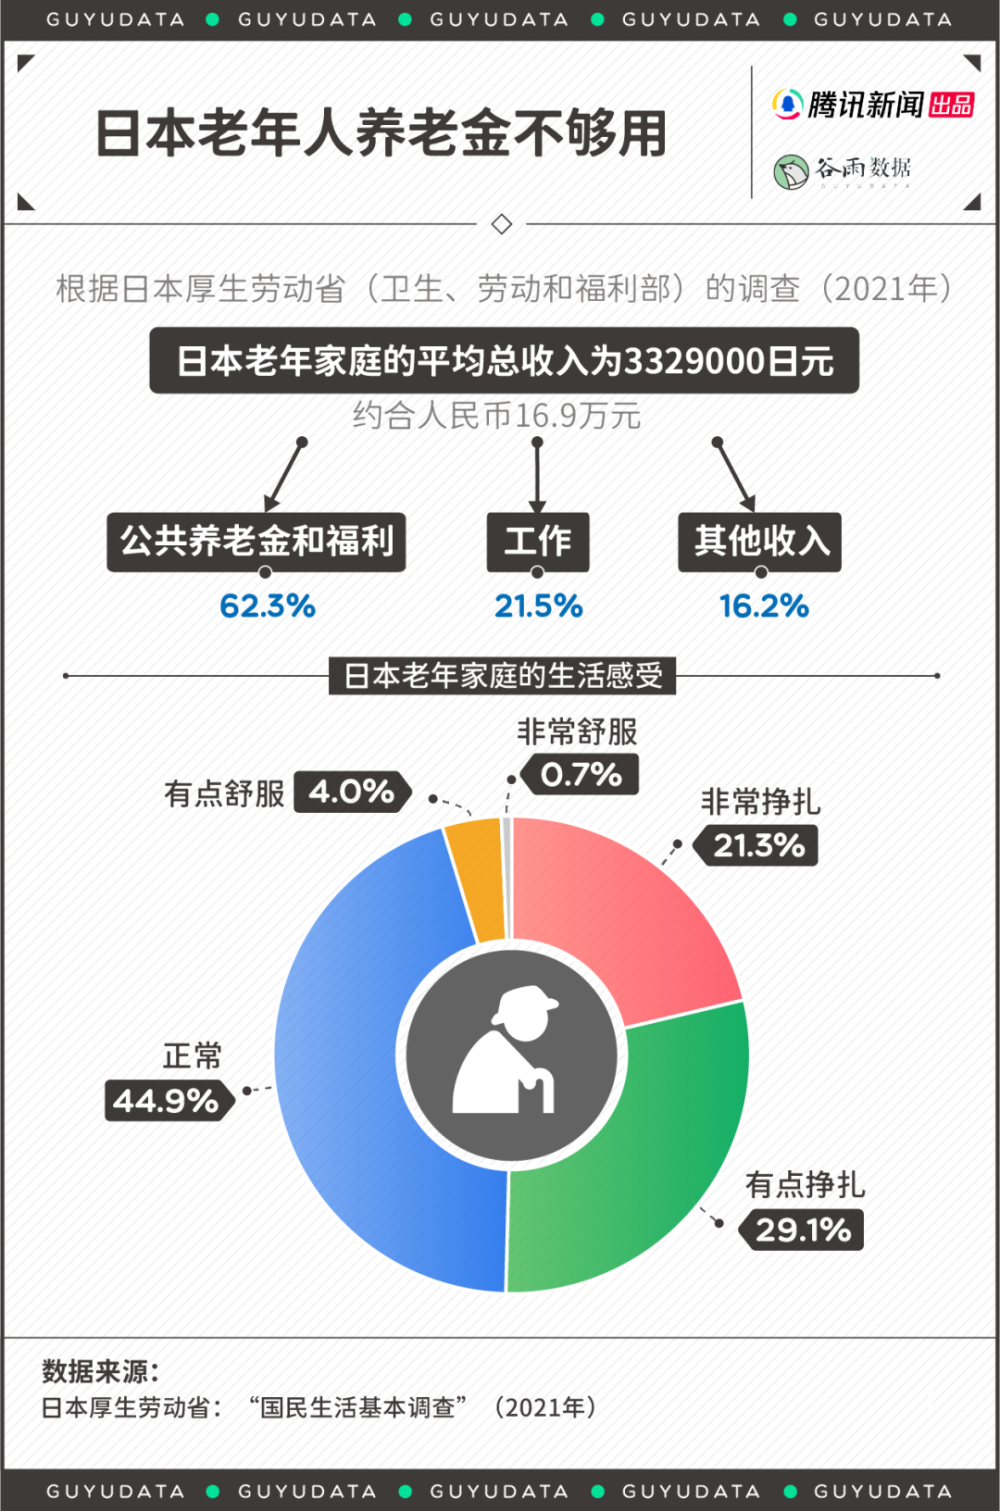 GUYUDATA ● GUYUDATA ● GUYUDATA ● GUYUDATA ● GUYUDATA
日本老年人养老金不够用
腾讯新闻 出品
谷雨数据
GUYUDATA
根据日本厚生劳动省（卫生、劳动和福利部）的调查（2021年）
日本老年家庭的平均总收入为3329000日元
约合人民币16.9万元
公共养老金和福利
62.3%
工作
21.5%
其他收入
16.2%
日本老年家庭的生活感受
非常舒服
0.7%
有点舒服 4.0%
非常挣扎
21.3%
正常
44.9%
有点挣扎
29.1%
数据来源：
日本厚生劳动省：“国民生活基本调查”（2021年）
GUYUDATA ● GUYUDATA ● GUYUDATA ● GUYUDATA ● GUYUDATA